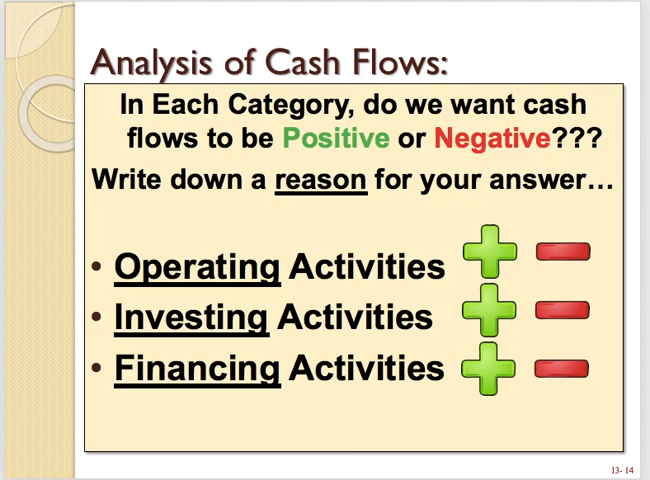 Analysis of Cash Flows:
In Each Category, do we want cash
flows to be Positive or Negative???
Write down a reason for your answer…
• Operating Activities
• Investing Activities
• Financing Activities
13- 14